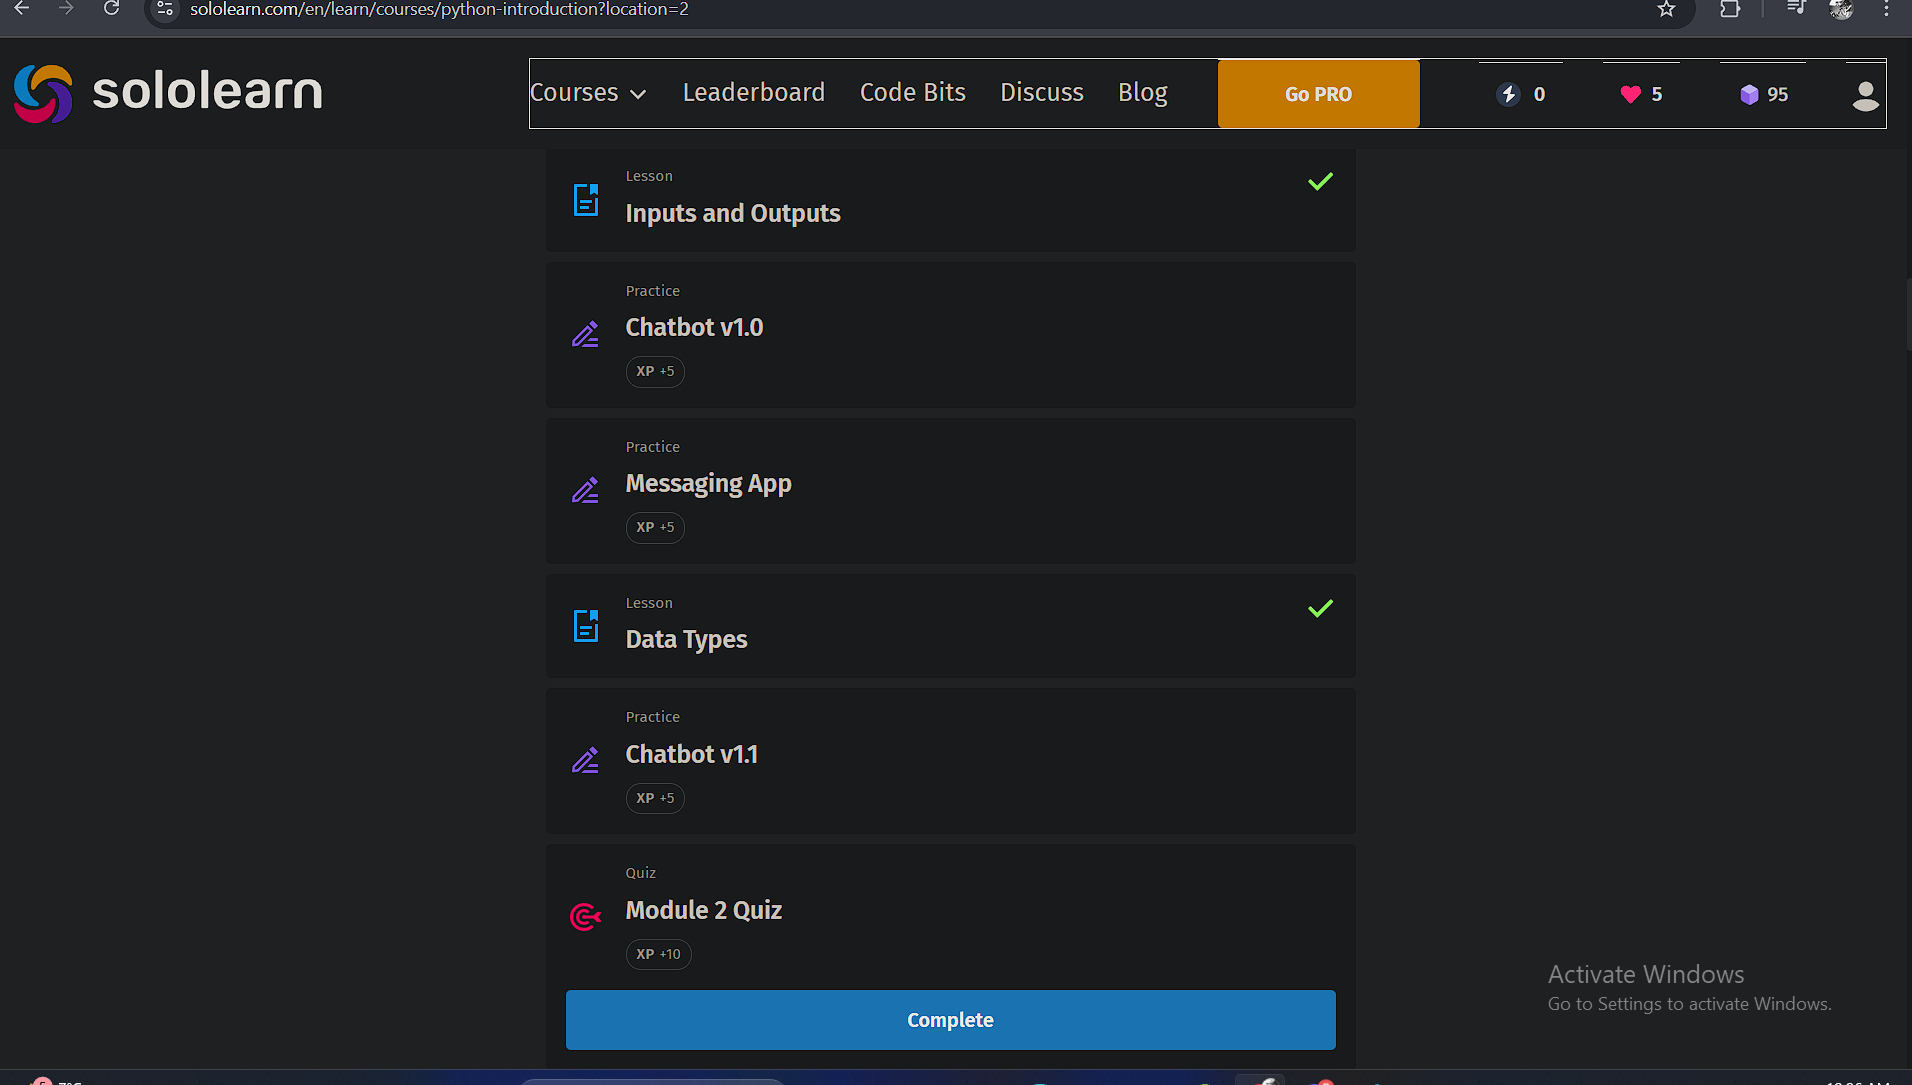 sololearn.com/en/learn/courses/python-introduction?location=2
sololearn
Courses Leaderboard Code Bits Discuss Blog Go PRO 0 5 95
Lesson
Inputs and Outputs
Practice
Chatbot v1.0
XP +5
Practice
Messaging App
XP +5
Lesson
Data Types
Practice
Chatbot v1.1
XP +5
Quiz
Module 2 Quiz
XP +10
Complete
Activate Windows
Go to Settings to activate Windows.